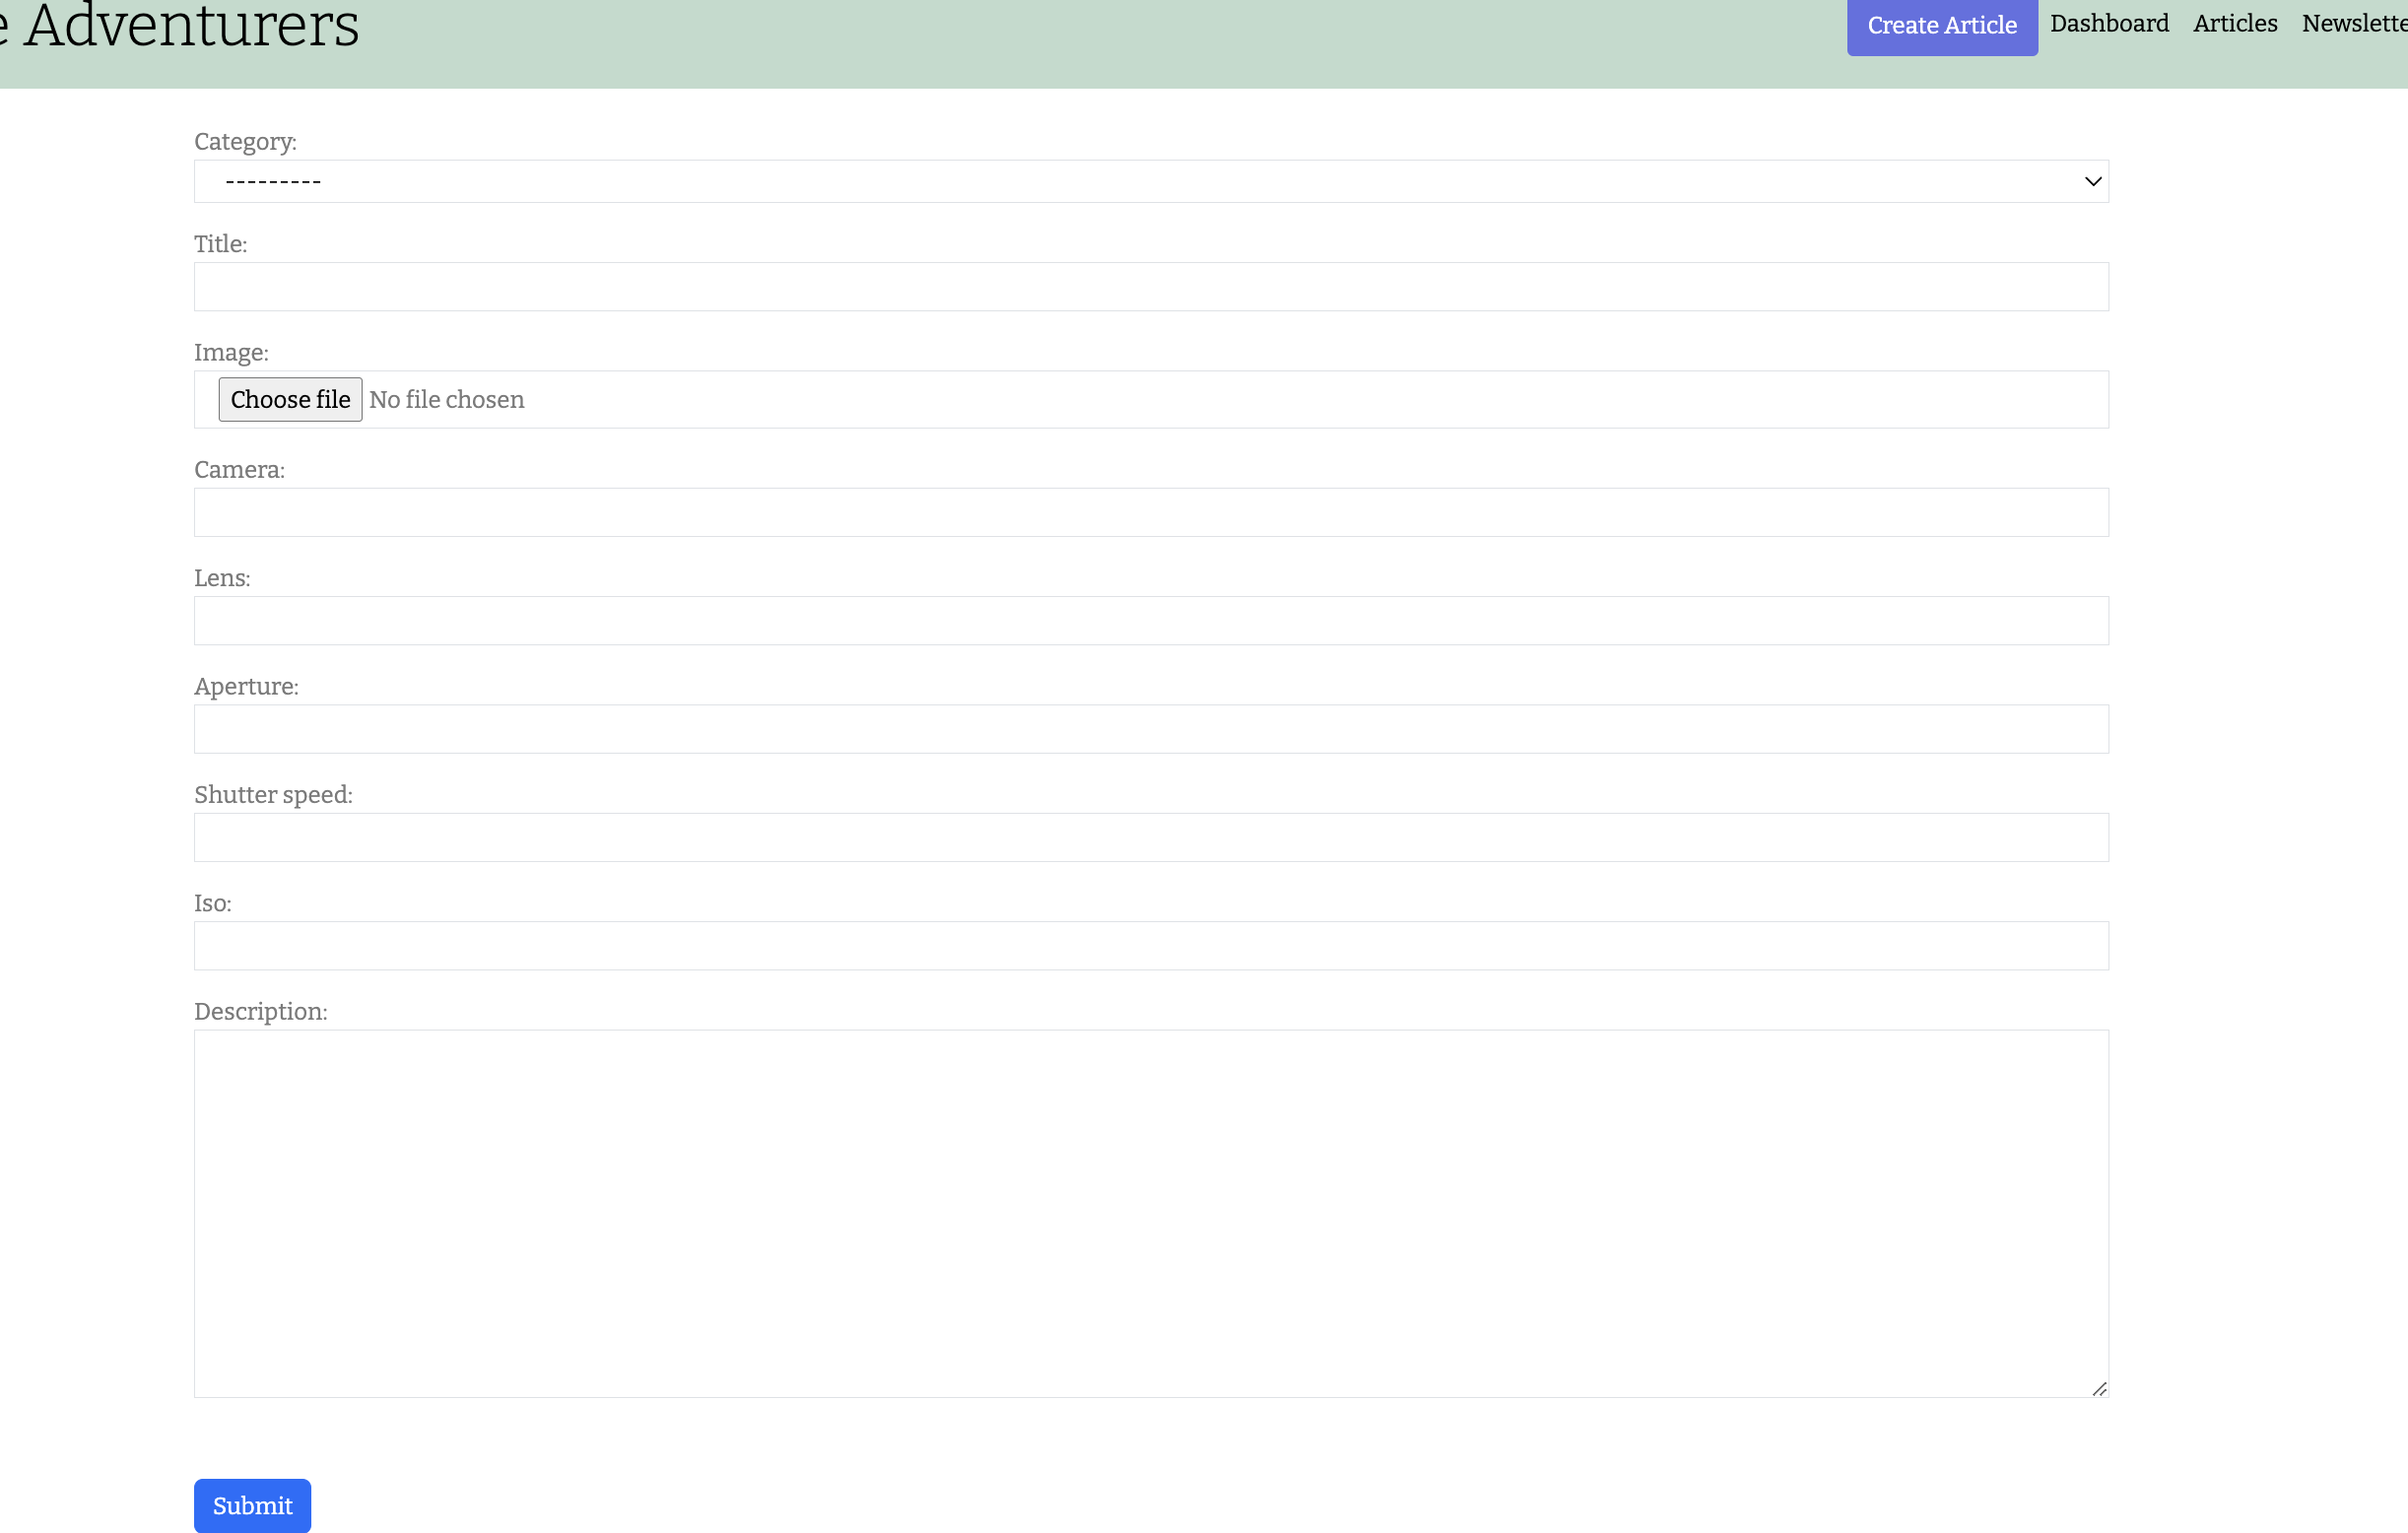 Adventurers
Create Article Dashboard Articles
Category:
---------
Title:
Image:
Choose file No file chosen
Camera:
Lens:
Aperture:
Shutter speed:
Iso:
Description:
Submit